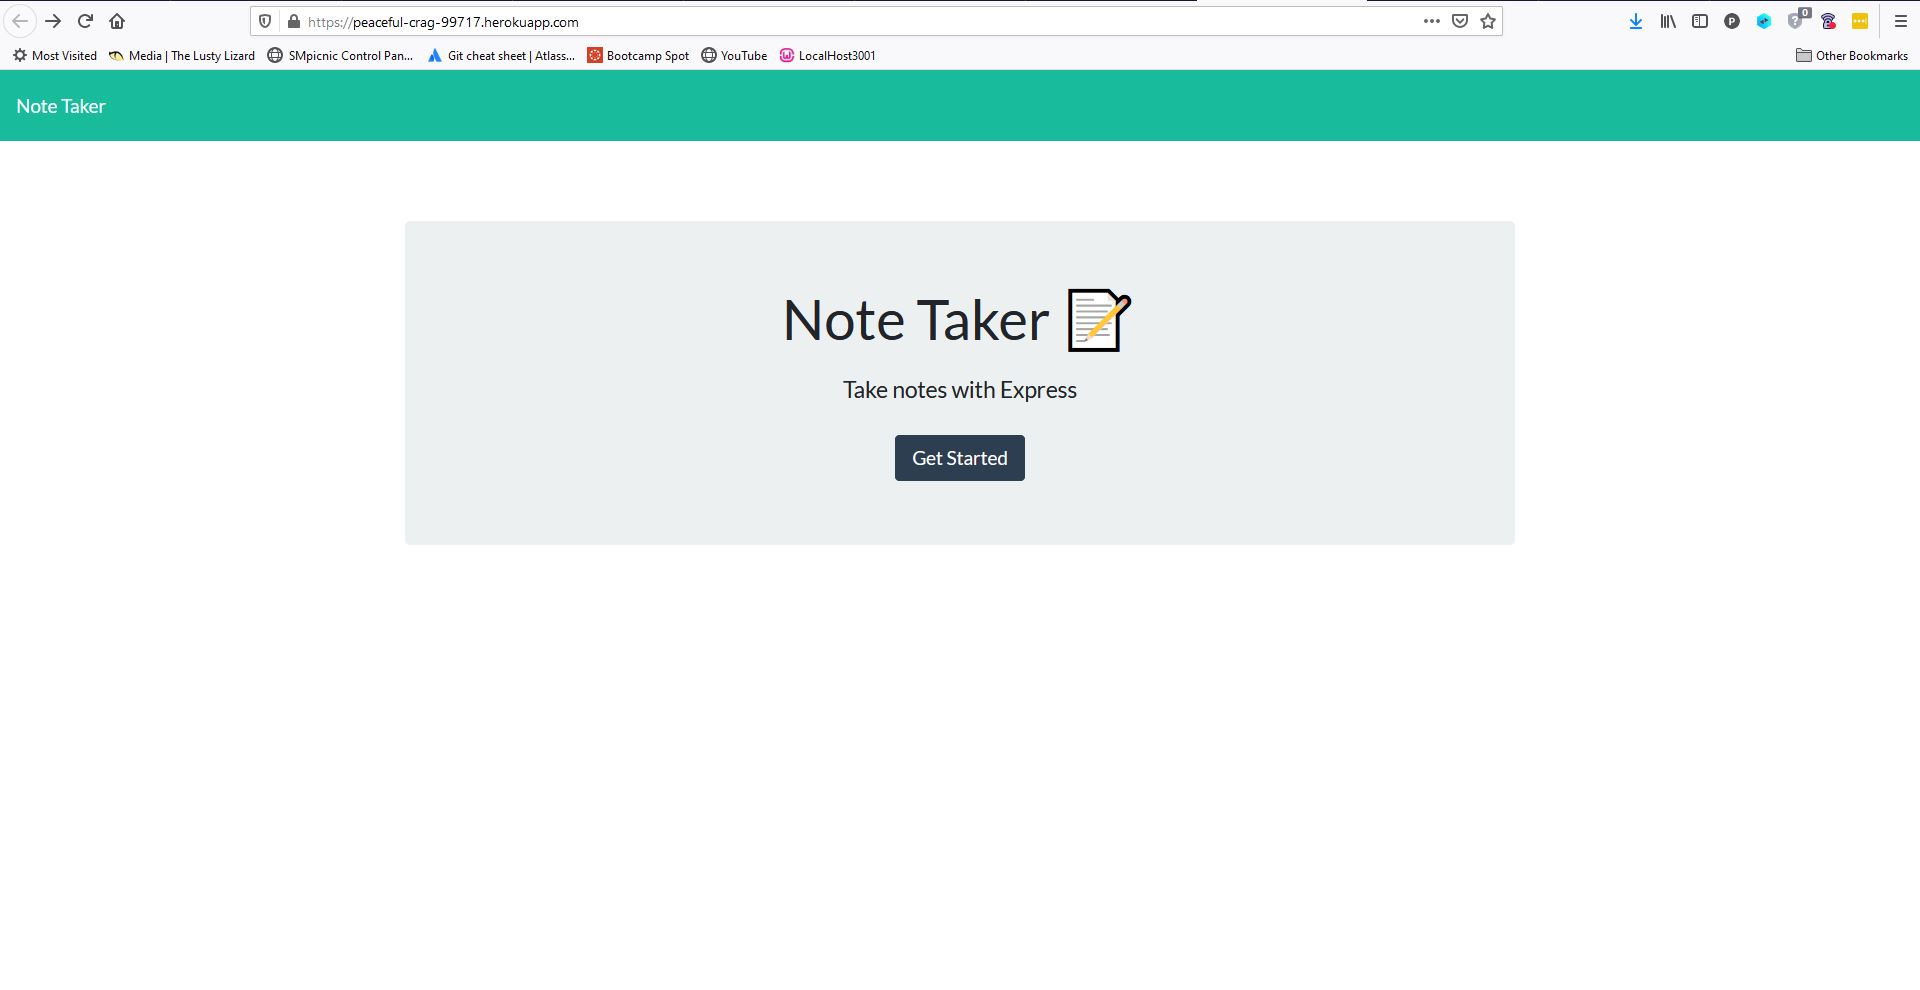 https://peaceful-crag-99717.herokuapp.com
P
0
Most Visited Media | The Lusty Lizard SMpicnic Control Pan... Git cheat sheet | Atlass... Bootcamp Spot YouTube LocalHost3001 Other Bookmarks
Note Taker
Note Taker
Take notes with Express
Get Started